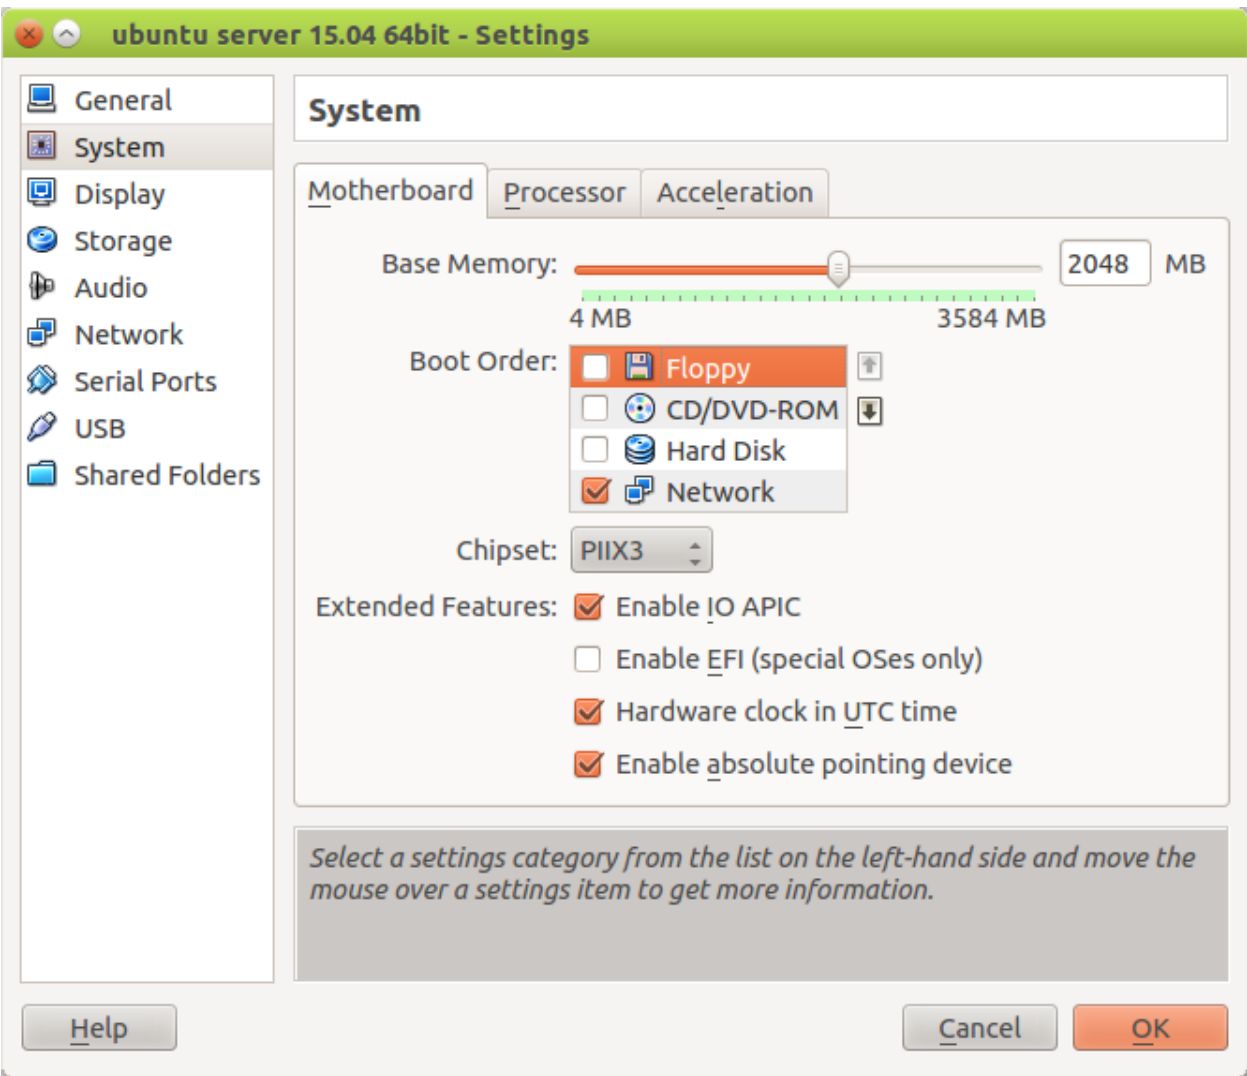 ubuntu server 15.04 64bit - Settings
General
System
Display
Storage
Audio
Network
Serial Ports
USB
Shared Folders
System
Motherboard
Processor
Acceleration
Base Memory:
2048
MB
4 MB
3584 MB
Boot Order:
Floppy
CD/DVD-ROM
Hard Disk
Network
Chipset:
PIIX3
Extended Features:
Enable IO APIC
Enable EFI (special OSes only)
Hardware clock in UTC time
Enable absolute pointing device
Select a settings category from the list on the left-hand side and move the
mouse over a settings item to get more information.
Help
Cancel
OK